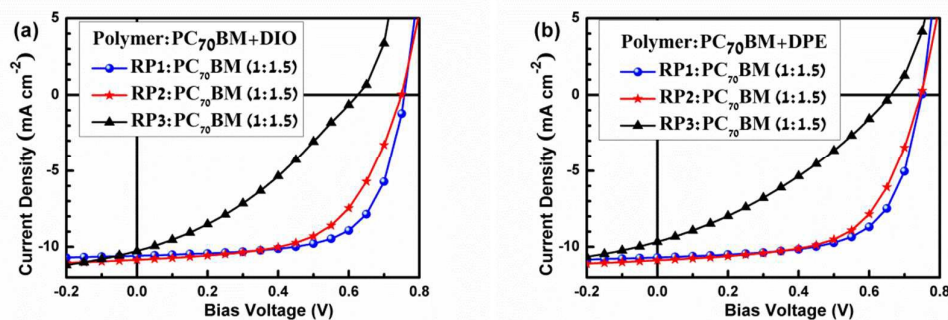 (a)
Polymer:PC₇₀BM+DIO
RP1:PC₇₀BM (1:1.5)
RP2:PC₇₀BM (1:1.5)
RP3:PC₇₀BM (1:1.5)
Current Density (mA cm⁻²)
5
0
-5
-10
-0.2 0.0 0.2 0.4 0.6 0.8
Bias Voltage (V)
(b)
Polymer:PC₇₀BM+DPE
RP1:PC₇₀BM (1:1.5)
RP2:PC₇₀BM (1:1.5)
RP3:PC₇₀BM (1:1.5)
Current Density (mA cm⁻²)
5
0
-5
-10
-0.2 0.0 0.2 0.4 0.6 0.8
Bias Voltage (V)